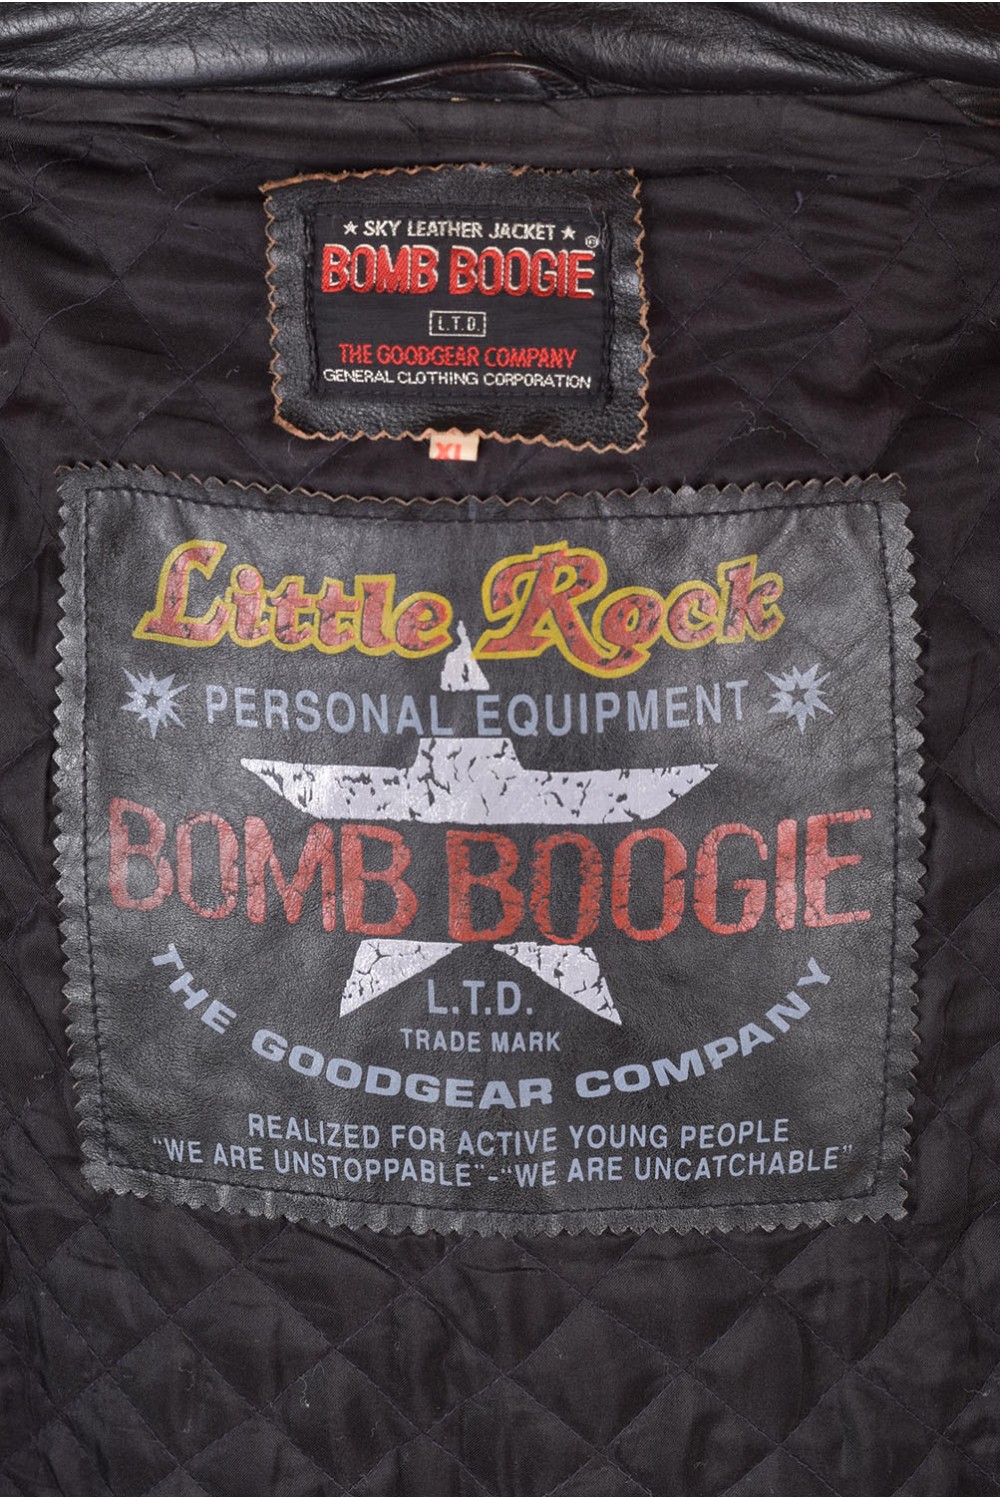 ★ SKY LEATHER JACKET ★
BOMB BOOGIE ®
L.T.D.
THE GOODGEAR COMPANY
GENERAL CLOTHING CORPORATION
XL
Little Rock
PERSONAL EQUIPMENT
BOMB BOOGIE
L.T.D.
TRADE MARK
THE GOODGEAR COMPANY
REALIZED FOR ACTIVE YOUNG PEOPLE
"WE ARE UNSTOPPABLE"-"WE ARE UNCATCHABLE"